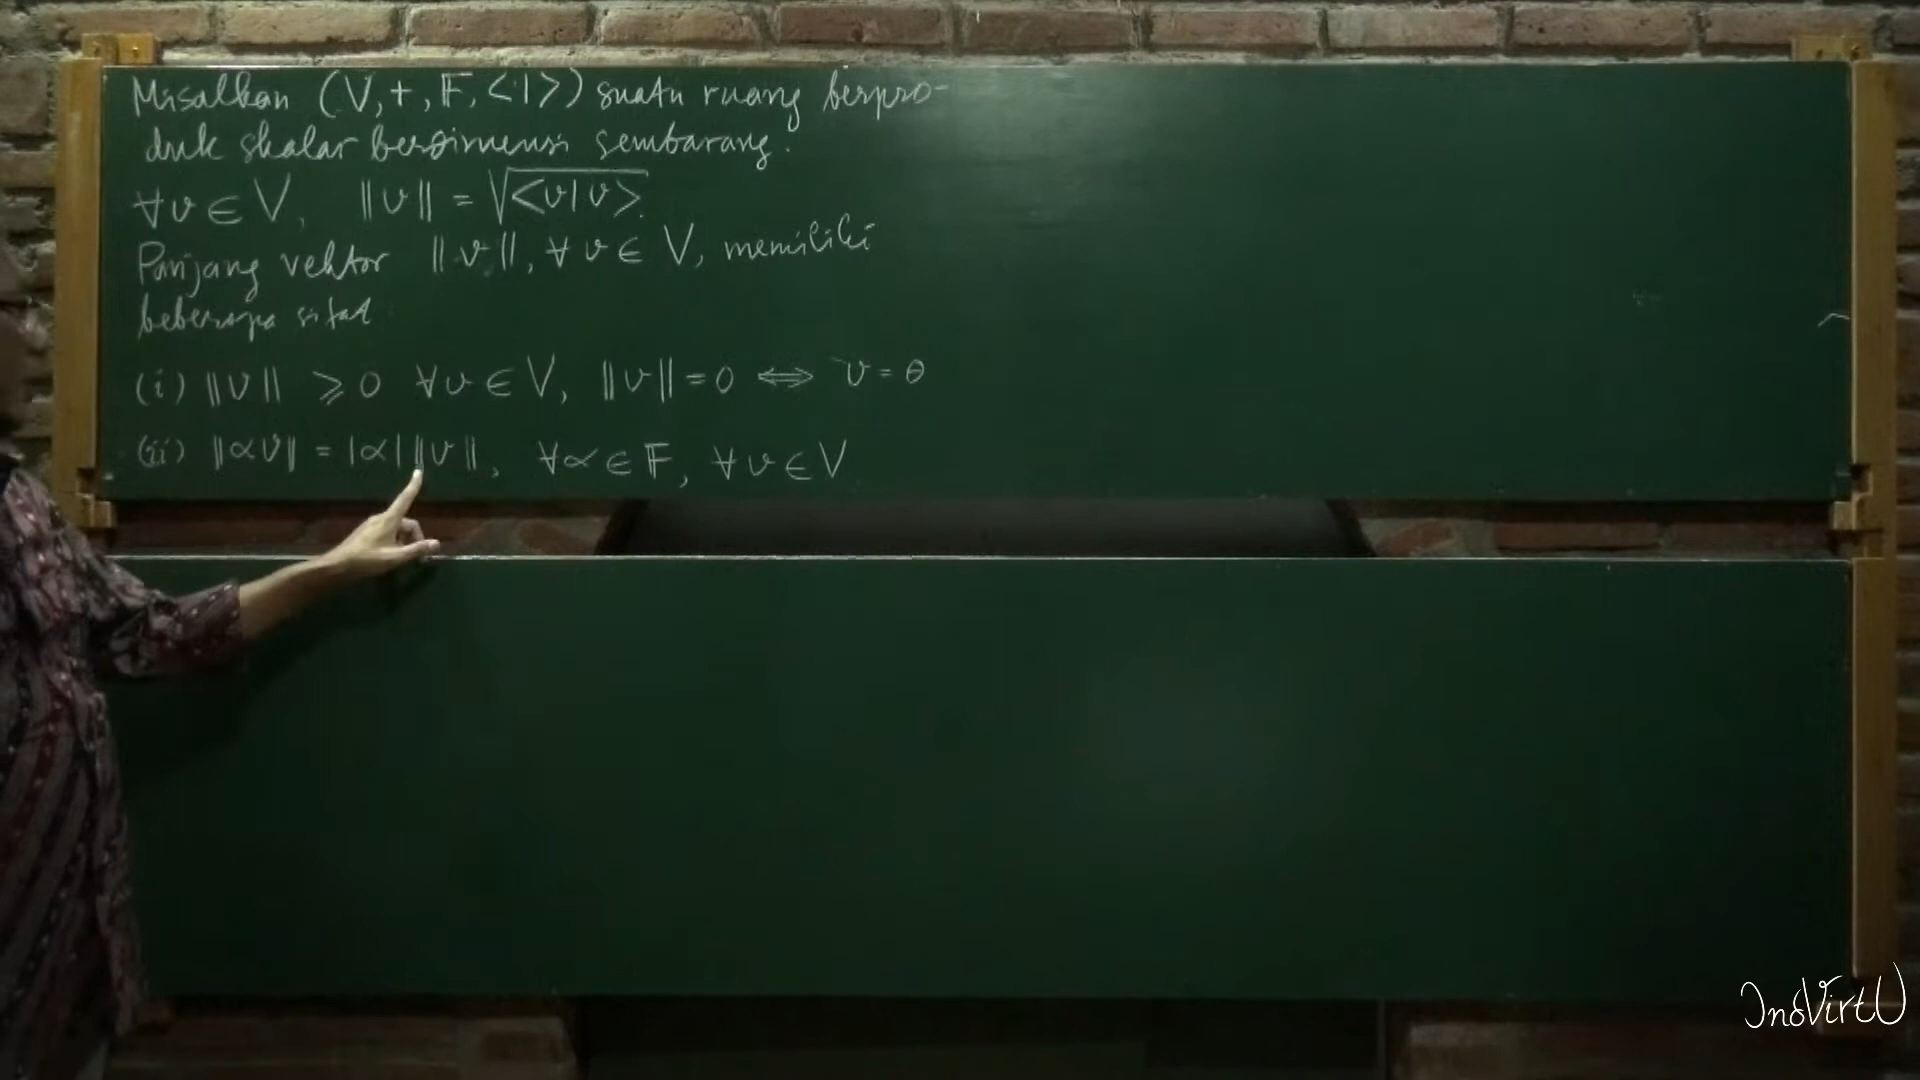 Misalkan (V, +, F, <·|>) suatu ruang berpro-
duk skalar berdimensi sembarang.
∀v ∈ V, ‖v‖ = √<v|v>.
Panjang vektor ‖v‖, ∀ v ∈ V, memiliki
beberapa sifat
(i) ‖v‖ ⩾ 0 ∀v ∈ V, ‖v‖ = 0 ⟺ v = θ
(ii) ‖αv‖ = |α|‖v‖, ∀α ∈ F, ∀v ∈ V
InoVirtU